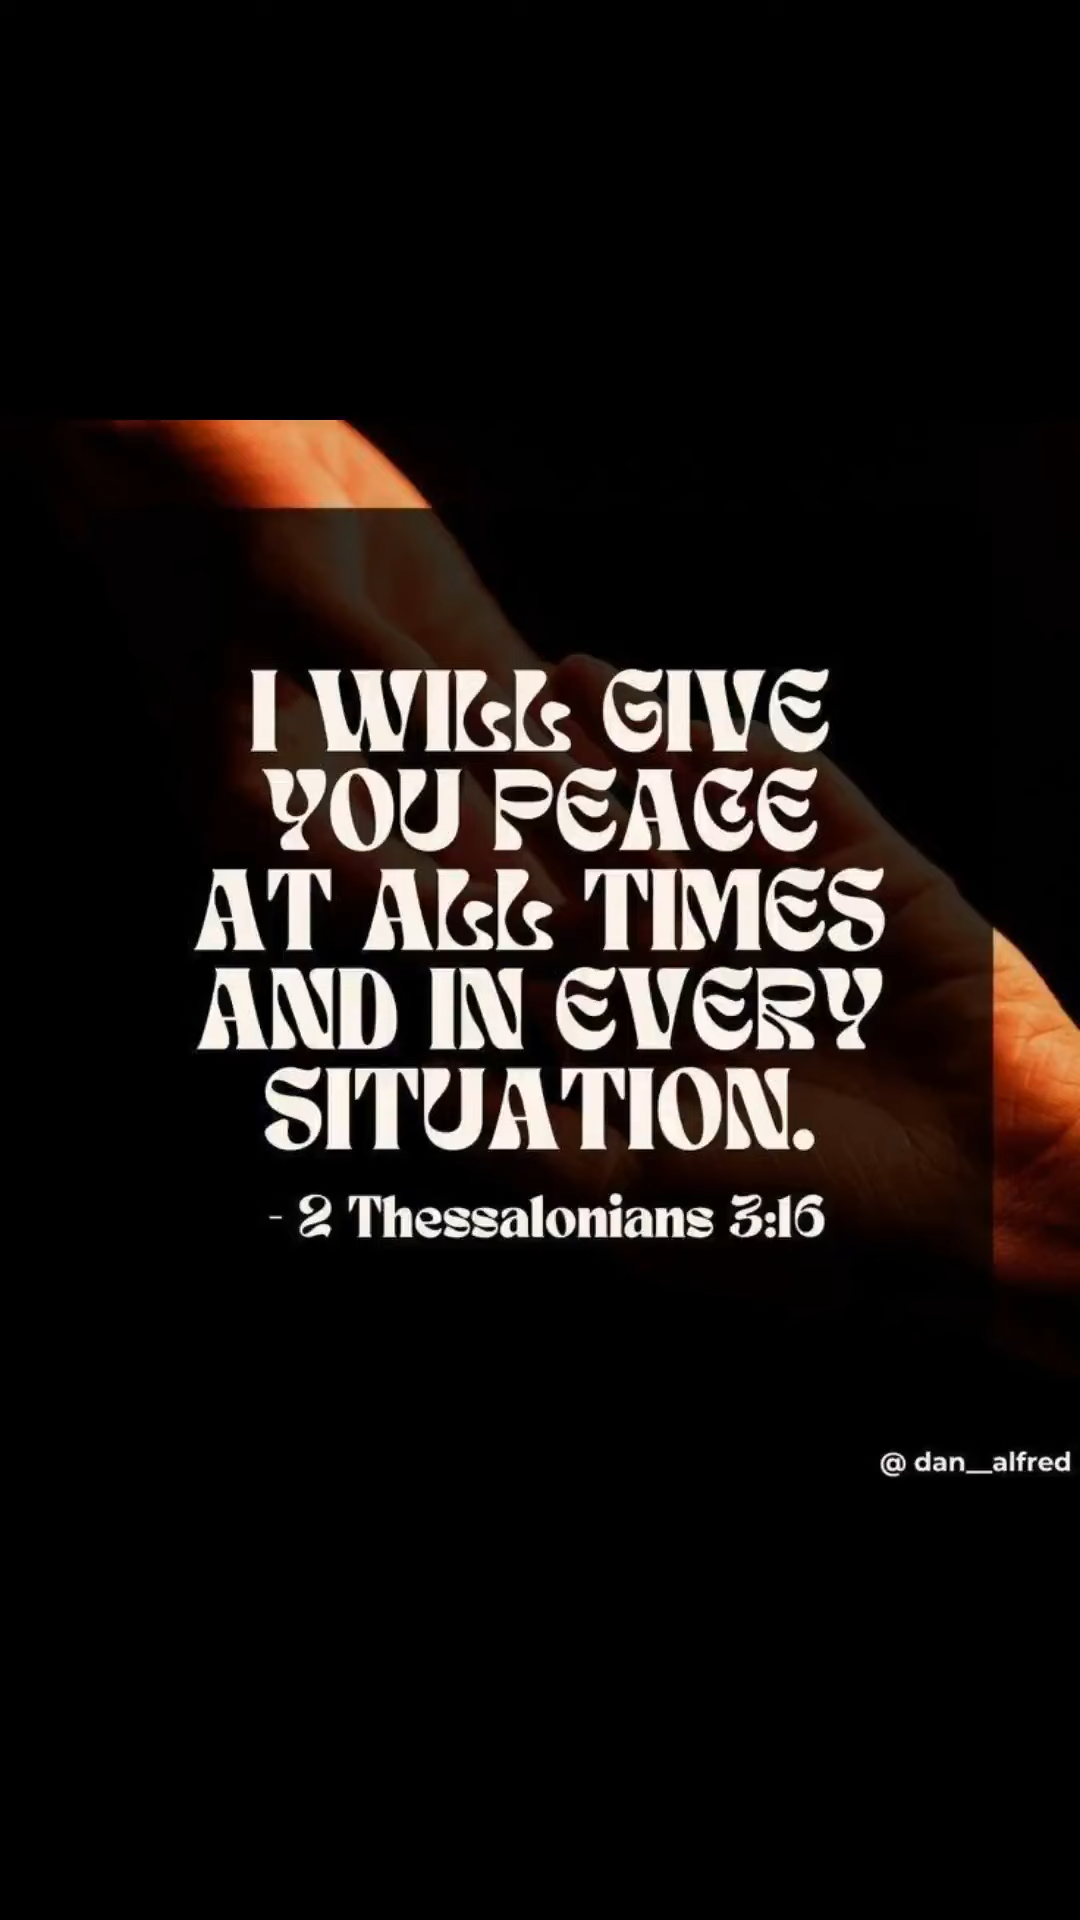 I WILL GIVE
YOU PEACE
AT ALL TIMES
AND IN EVERY
SITUATION.
- 2 Thessalonians 3:16
@ dan__alfred